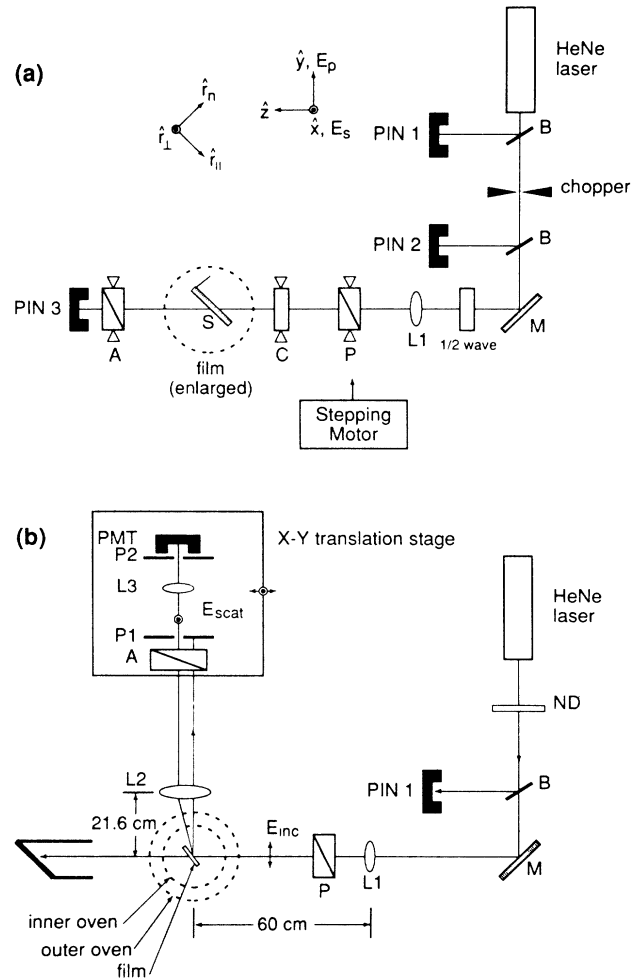 (a)
HeNe
laser
r̂n
ŷ, Ep
r̂⊥
ẑ
x̂, Es
r̂॥
PIN 1
B
chopper
PIN 2
B
PIN 3
A
S
C
P
L1
1/2 wave
M
film
(enlarged)
Stepping
Motor
(b)
PMT
P2
L3
Escat
P1
A
X-Y translation stage
HeNe
laser
ND
L2
PIN 1
B
21.6 cm
Einc
P
L1
M
inner oven
outer oven
film
60 cm